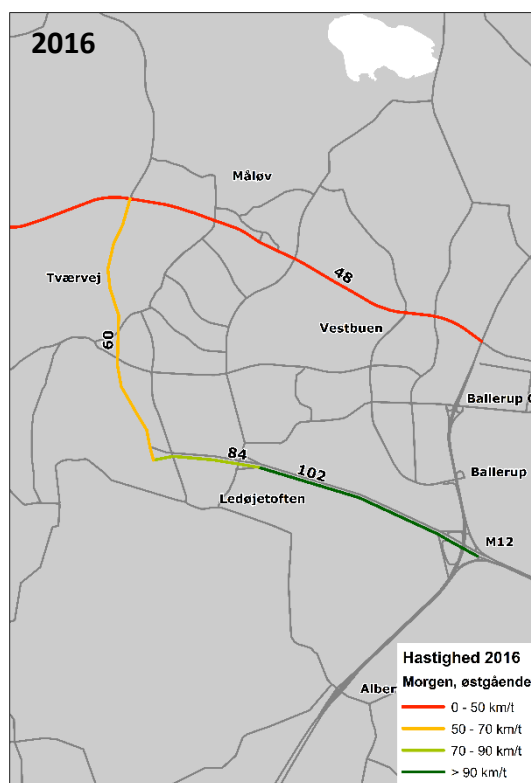 2016
Måløv
48
Tværvej
Vestbuen
60
Ballerup
84
102
Ballerup
Ledøjetoften
M12
Hastighed 2016
Morgen, østgående
0 - 50 km/t
50 - 70 km/t
70 - 90 km/t
> 90 km/t